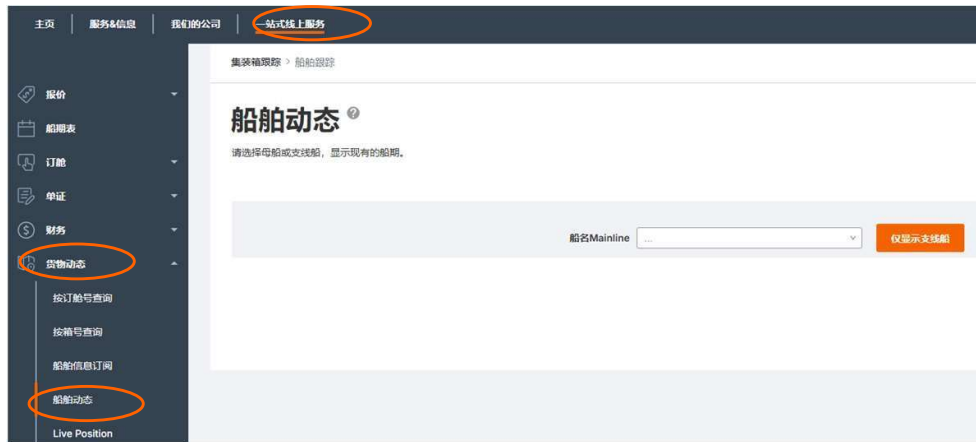 主页 服务&信息 我们的公司 一站式线上服务
集装箱跟踪 > 船舶跟踪
报价
船期表
订舱
单证
财务
货物动态
按订舱号查询
按箱号查询
船舶信息订阅
船舶动态
Live Position
船舶动态 ?
请选择母船或支线船，显示现有的船期。
船名Mainline ... 仅显示支线船